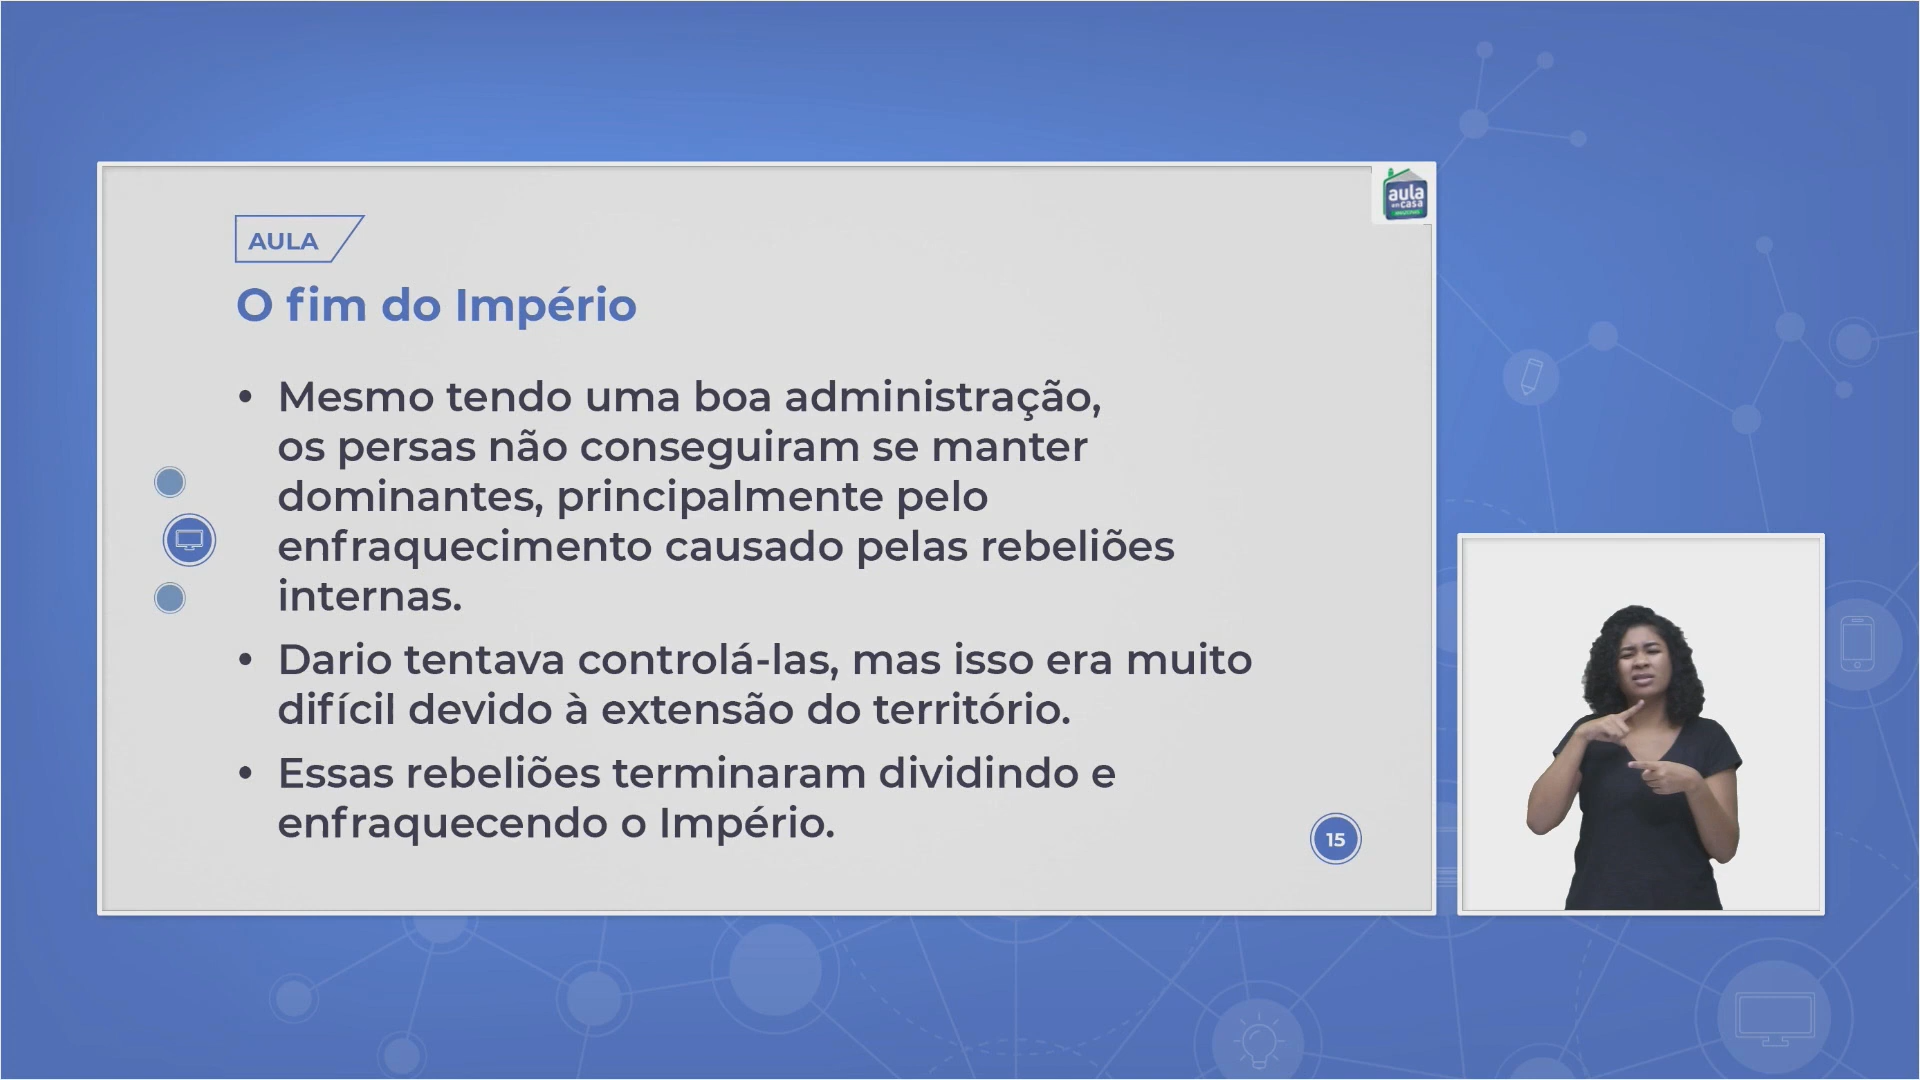 aula
em casa
AULA
O fim do Império
• Mesmo tendo uma boa administração,
os persas não conseguiram se manter
dominantes, principalmente pelo
enfraquecimento causado pelas rebeliões
internas.
• Dario tentava controlá-las, mas isso era muito
difícil devido à extensão do território.
• Essas rebeliões terminaram dividindo e
enfraquecendo o Império.
15